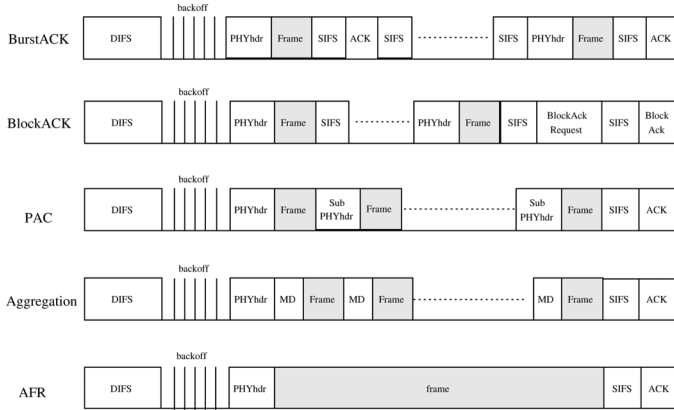 backoff
BurstACK DIFS PHYhdr Frame SIFS ACK SIFS SIFS PHYhdr Frame SIFS ACK
backoff
BlockACK DIFS PHYhdr Frame SIFS PHYhdr Frame SIFS BlockAck Request SIFS Block Ack
backoff
PAC DIFS PHYhdr Frame Sub PHYhdr Frame Sub PHYhdr Frame SIFS ACK
backoff
Aggregation DIFS PHYhdr MD Frame MD Frame MD Frame SIFS ACK
backoff
AFR DIFS PHYhdr frame SIFS ACK